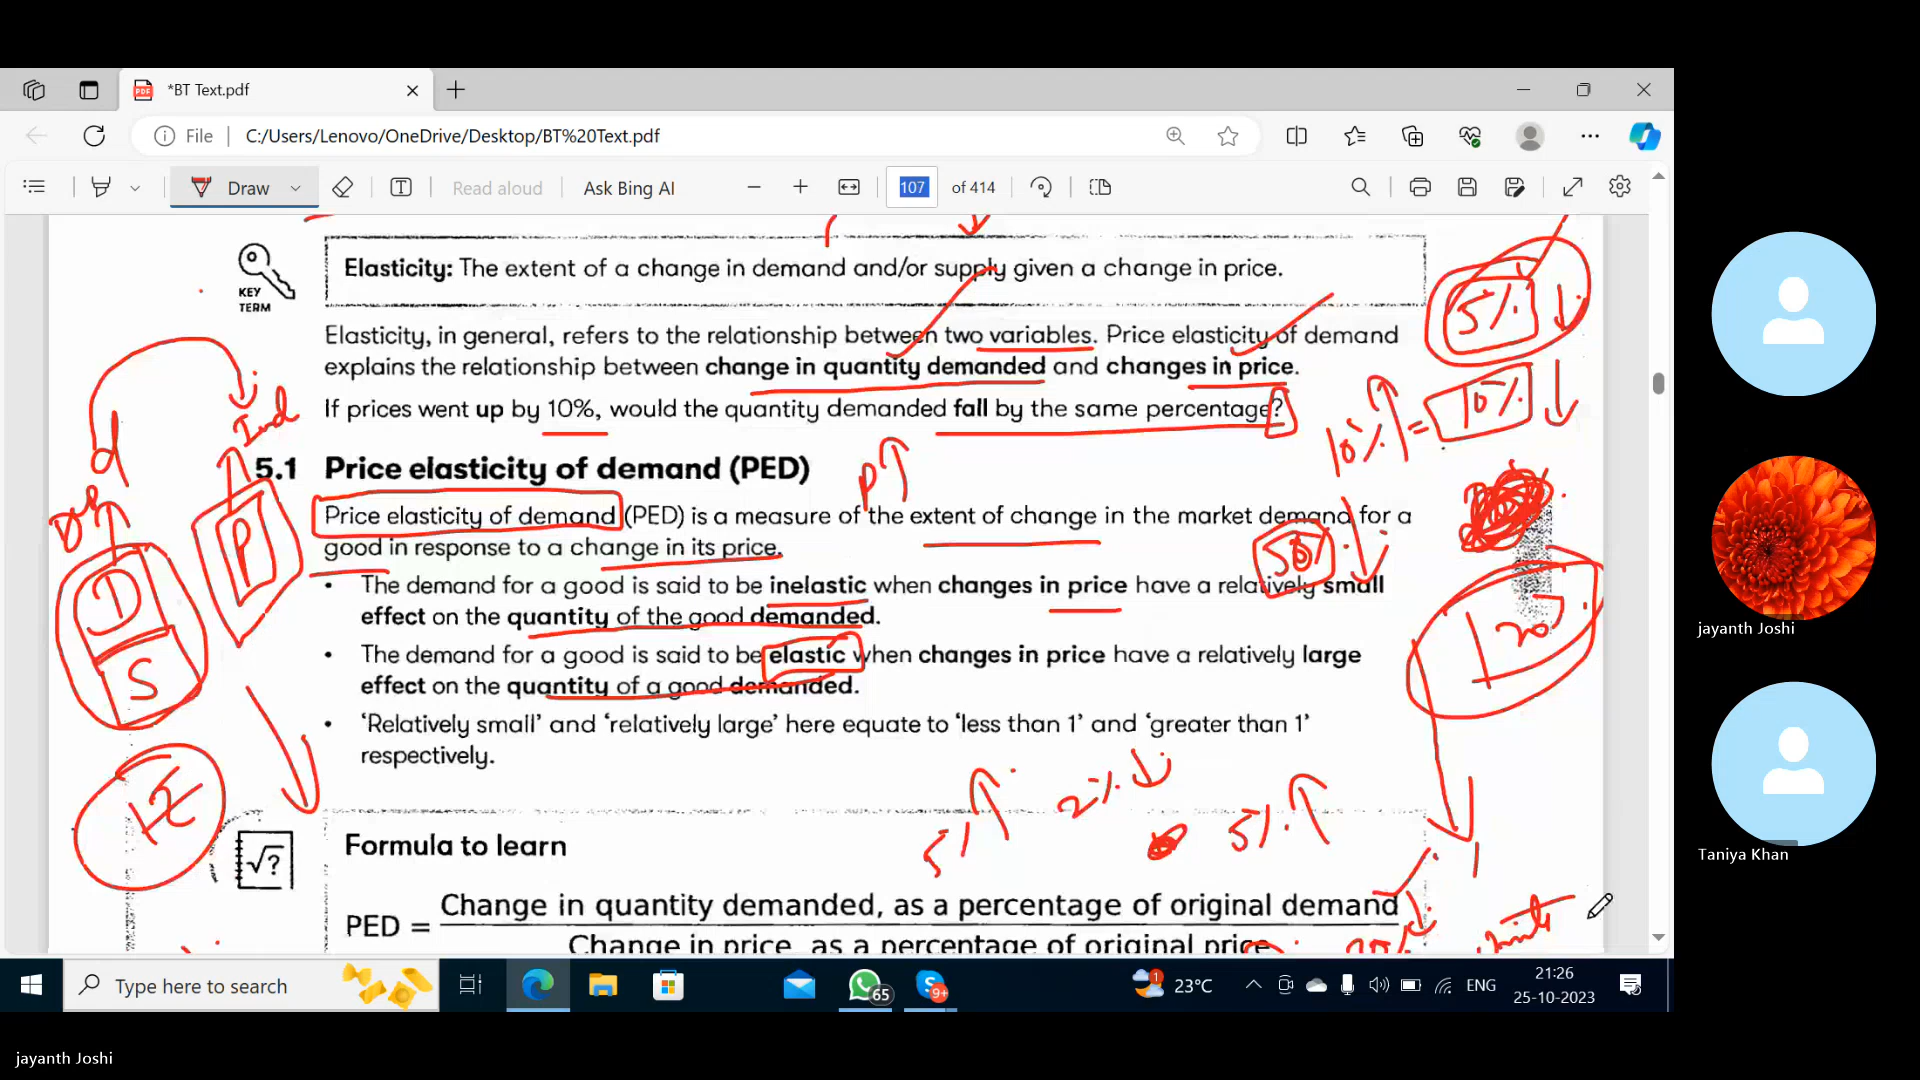 *BT Text.pdf
File
C:/Users/Lenovo/OneDrive/Desktop/BT%20Text.pdf
Draw
Read aloud
Ask Bing AI
107 of 414
KEY
TERM
Elasticity: The extent of a change in demand and/or supply given a change in price.
Elasticity, in general, refers to the relationship between two variables. Price elasticity of demand
explains the relationship between change in quantity demanded and changes in price.
If prices went up by 10%, would the quantity demanded fall by the same percentage?
5%
10% = 10%
d
Ind
5.1 Price elasticity of demand (PED)
P
Price elasticity of demand (PED) is a measure of the extent of change in the market demand for a
good in response to a change in its price.
50%
P
D
S
The demand for a good is said to be inelastic when changes in price have a relatively small
effect on the quantity of the good demanded.
120
The demand for a good is said to be elastic when changes in price have a relatively large
effect on the quantity of a good demanded.
'Relatively small' and 'relatively large' here equate to 'less than 1' and 'greater than 1'
respectively.
5% 2% 5%
√?
Formula to learn
PED = Change in quantity demanded, as a percentage of original demand
Change in price, as a percentage of original price
jayanth Joshi
Taniya Khan
Type here to search
65
9+
1
23°C
ENG
21:26
25-10-2023
jayanth Joshi